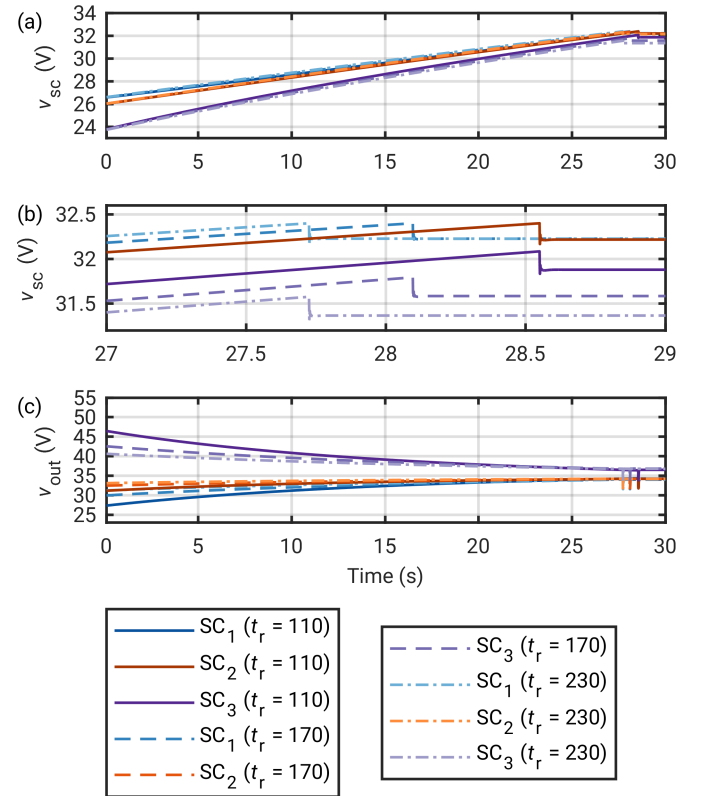 (a)
34
32
30
28
26
24
v_sc (V)
0 5 10 15 20 25 30
(b)
32.5
32
31.5
v_sc (V)
27 27.5 28 28.5 29
(c)
55
50
45
40
35
30
25
v_out (V)
0 5 10 15 20 25 30
Time (s)
SC_1 (t_r = 110)
SC_2 (t_r = 110)
SC_3 (t_r = 110)
SC_1 (t_r = 170)
SC_2 (t_r = 170)
SC_3 (t_r = 170)
SC_1 (t_r = 230)
SC_2 (t_r = 230)
SC_3 (t_r = 230)